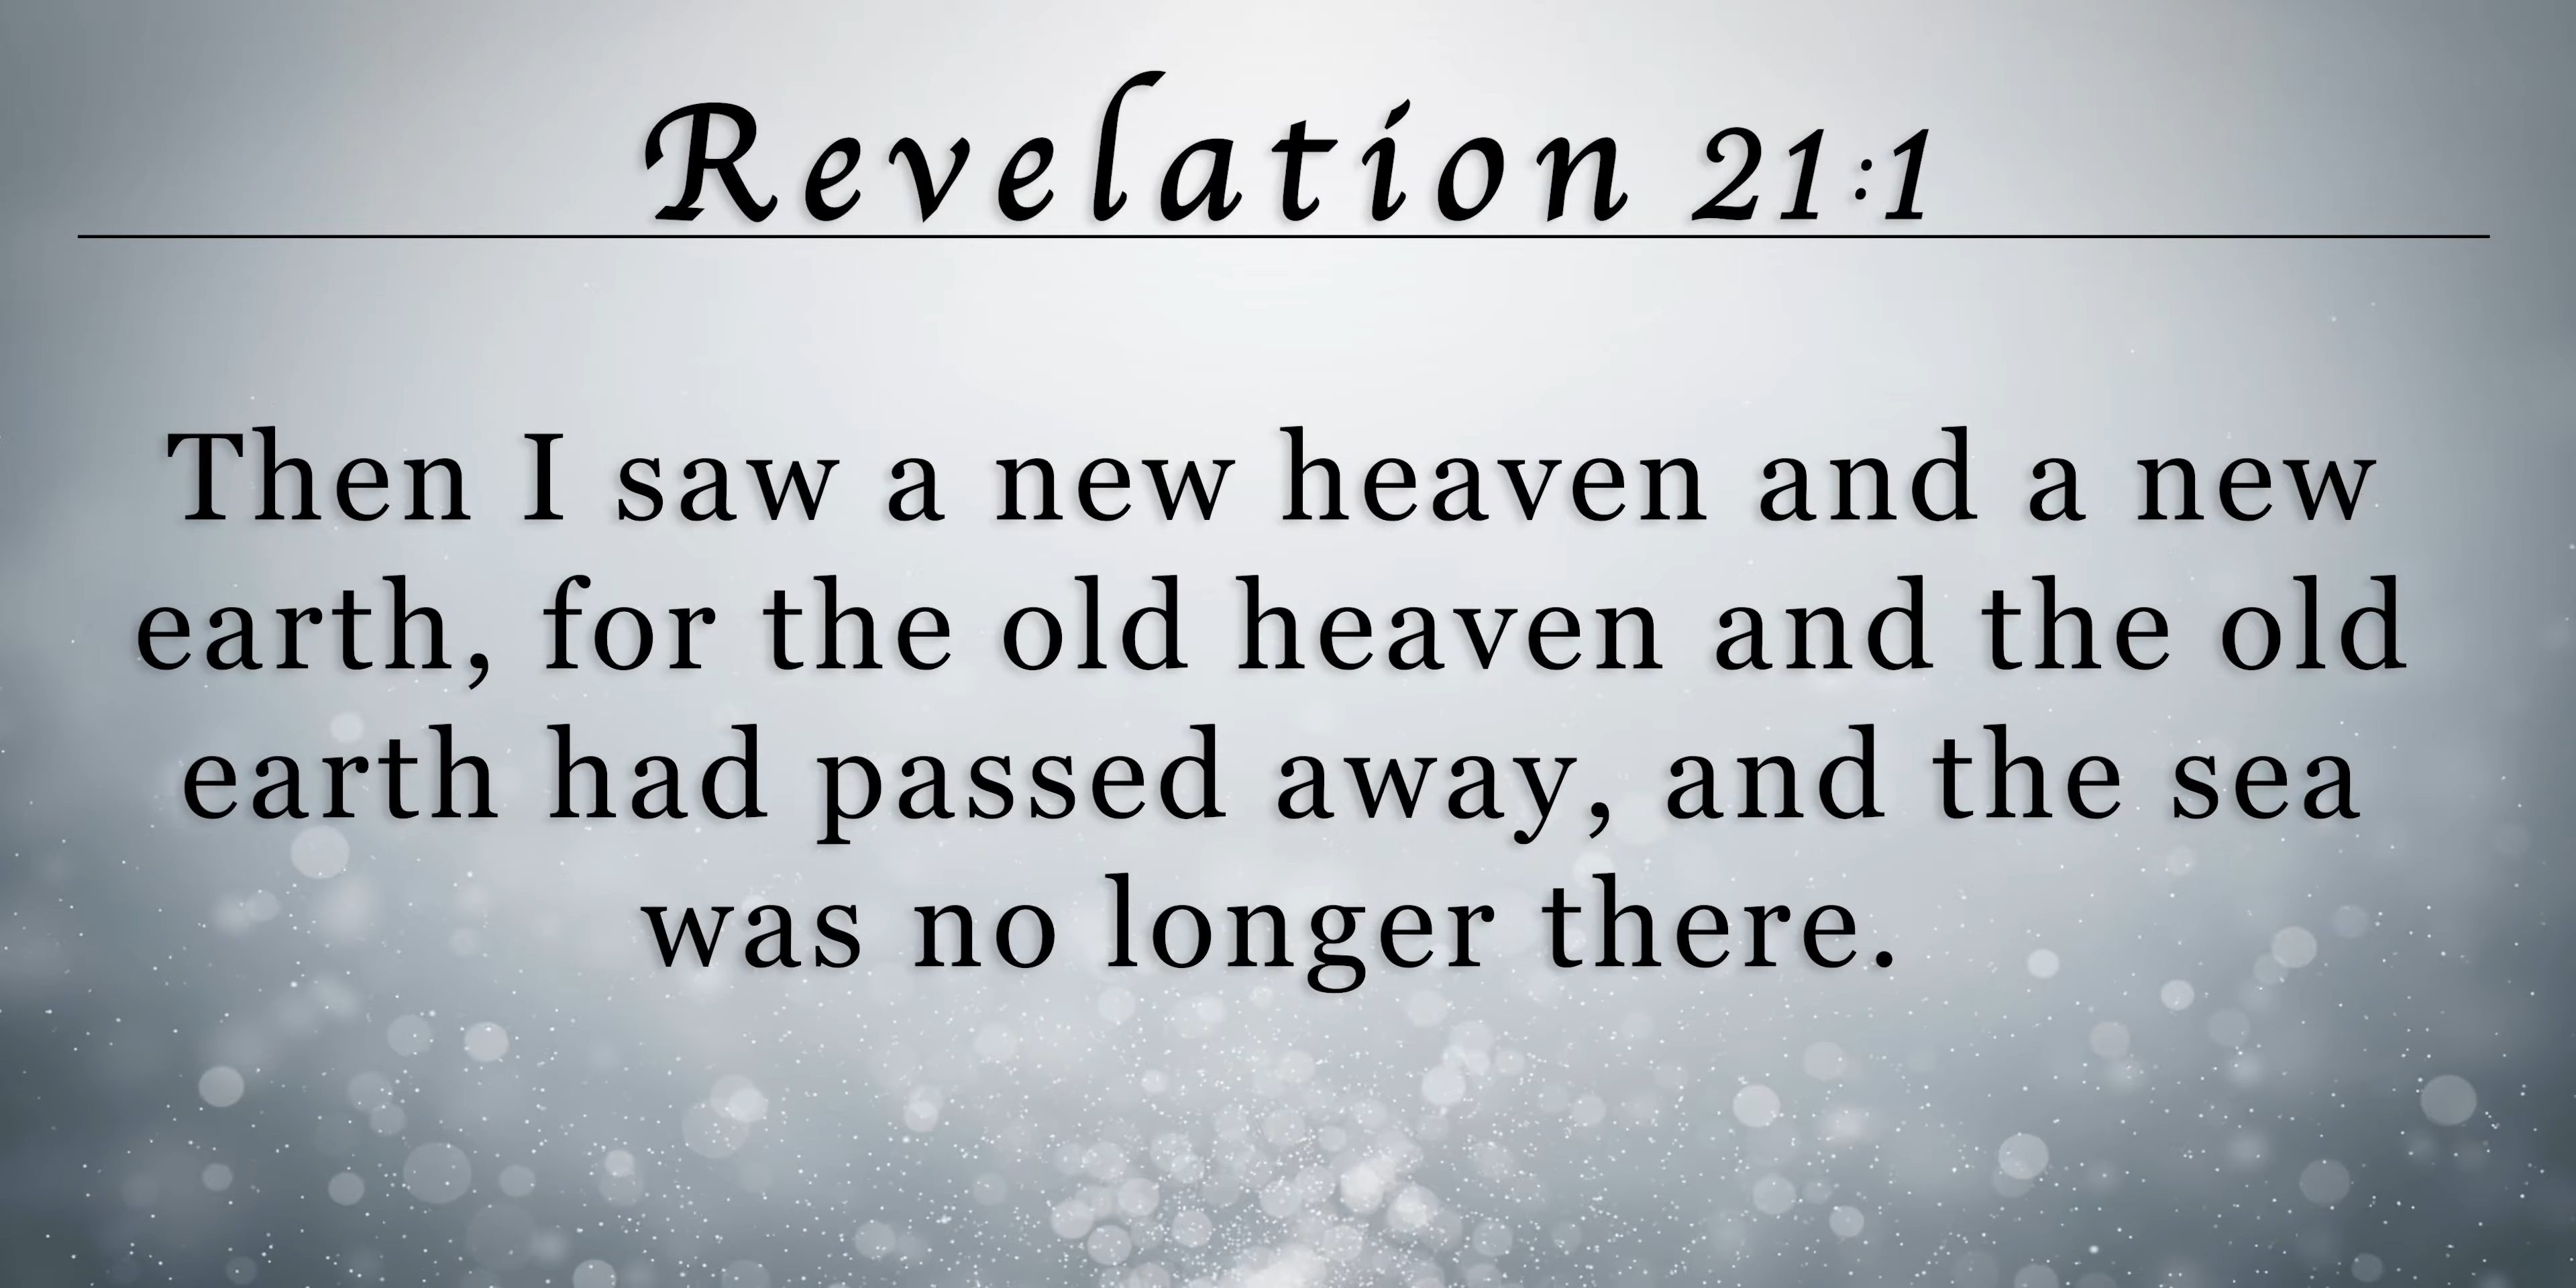 Revelation 21:1
Then I saw a new heaven and a new
earth, for the old heaven and the old
earth had passed away, and the sea
was no longer there.